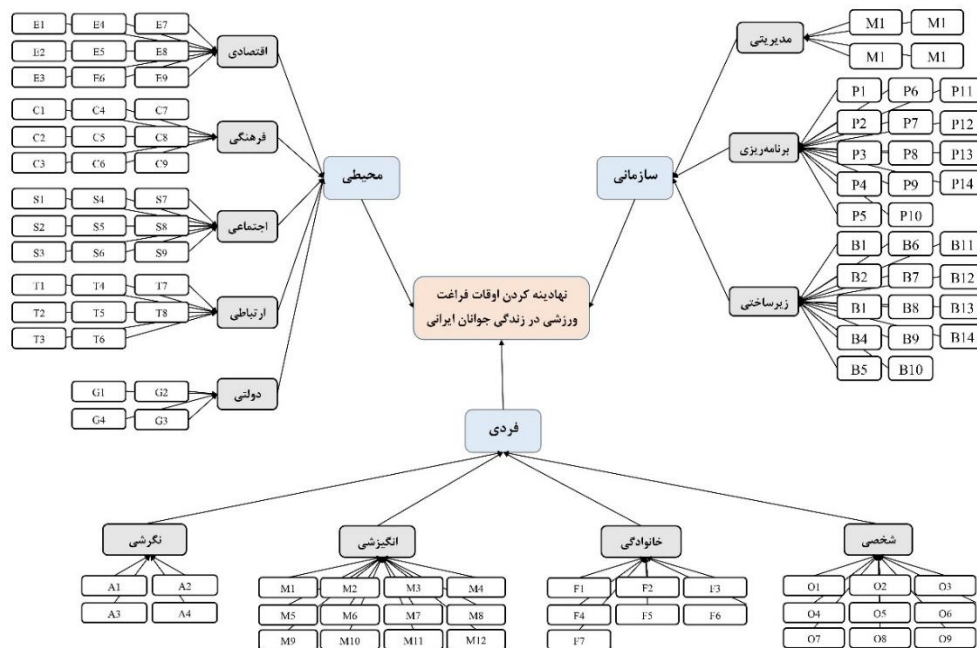 E1 E4 E7
E2 E5 E8
E3 E6 E9
اقتصادی
C1 C4 C7
C2 C5 C8
C3 C6 C9
فرهنگی
S1 S4 S7
S2 S5 S8
S3 S6 S9
اجتماعی
T1 T4 T7
T2 T5 T8
T3 T6
ارتباطی
G1 G2
G4 G3
دولتی
محیطی
سازمانی
مدیریتی
M1 M1
M1 M1
برنامه‌ریزی
P1 P6 P11
P2 P7 P12
P3 P8 P13
P4 P9 P14
P5 P10
زیرساختی
B1 B6 B11
B2 B7 B12
B1 B8 B13
B4 B9 B14
B5 B10
نهادینه کردن اوقات فراغت
ورزشی در زندگی جوانان ایرانی
فردی
نگرشی
A1 A2
A3 A4
انگیزشی
M1 M2 M3 M4
M5 M6 M7 M8
M9 M10 M11 M12
خانوادگی
F1 F2 F3
F4 F5 F6
F7
شخصی
O1 O2 O3
O4 O5 O6
O7 O8 O9